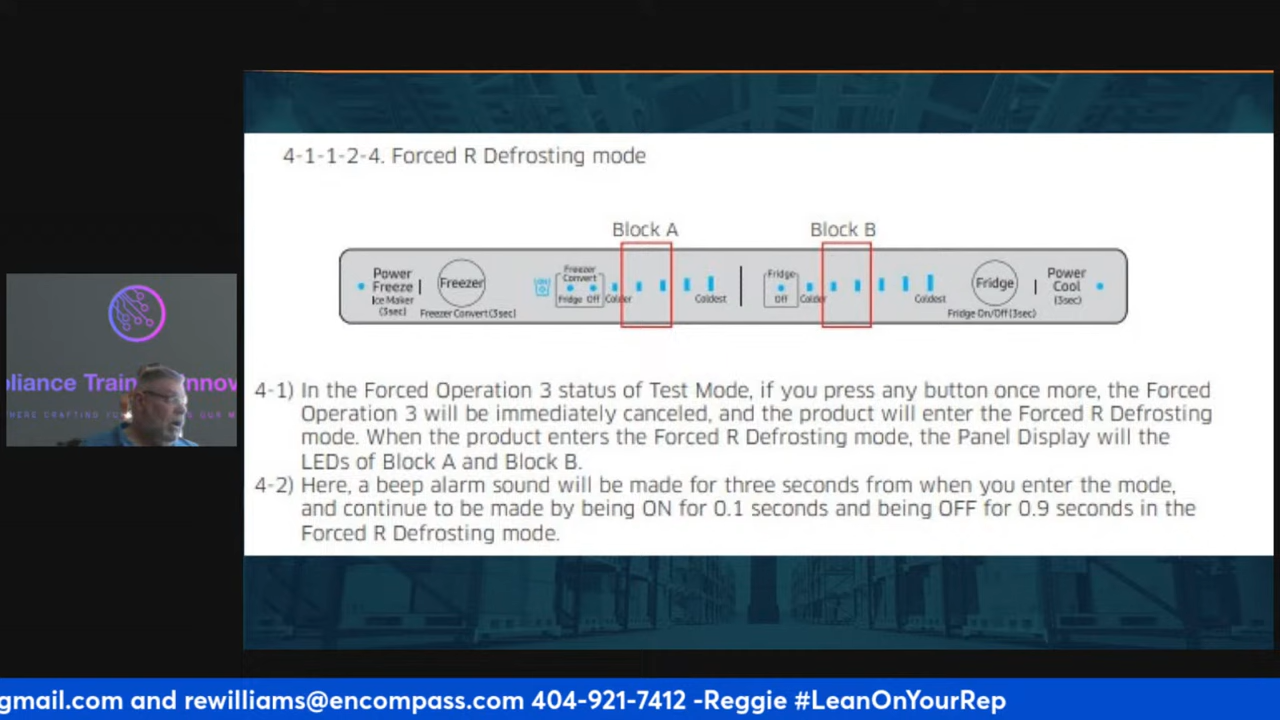 4-1-1-2-4. Forced R Defrosting mode
Block A
Block B
Power
Freeze
Ice Maker
(3sec)
Freezer
Freezer Convert(3sec)
Freezer
Convert
Fridge Off
Colder
Coldest
Fridge
Off
Colder
Coldest
Fridge
Fridge On/Off(3sec)
Power
Cool
(3sec)
4-1) In the Forced Operation 3 status of Test Mode, if you press any button once more, the Forced
Operation 3 will be immediately canceled, and the product will enter the Forced R Defrosting
mode. When the product enters the Forced R Defrosting mode, the Panel Display will the
LEDs of Block A and Block B.
4-2) Here, a beep alarm sound will be made for three seconds from when you enter the mode,
and continue to be made by being ON for 0.1 seconds and being OFF for 0.9 seconds in the
Forced R Defrosting mode.
pliance Train nnov
HERE CRAFTING
gmail.com and rewilliams@encompass.com 404-921-7412 -Reggie #LeanOnYourRep